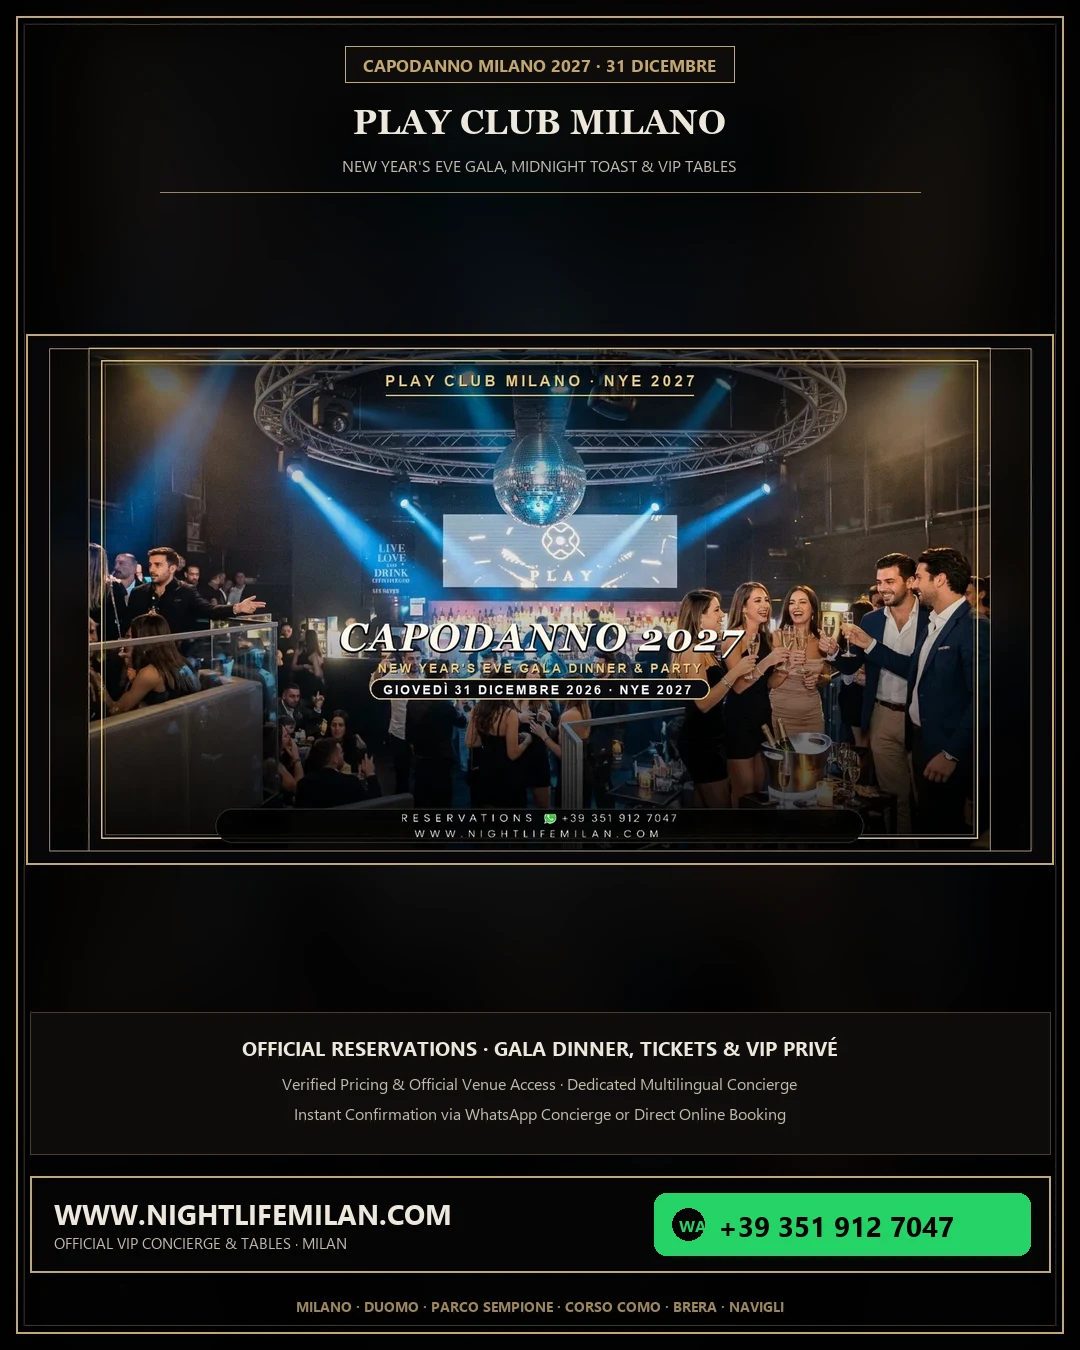 CAPODANNO MILANO 2027 · 31 DICEMBRE
PLAY CLUB MILANO
NEW YEAR'S EVE GALA, MIDNIGHT TOAST & VIP TABLES
PLAY CLUB MILANO · NYE 2027
LIVE
LOVE
DRINK
PLAY
CAPODANNO 2027
NEW YEAR'S EVE GALA DINNER & PARTY
GIOVEDÌ 31 DICEMBRE 2026 · NYE 2027
RESERVATIONS +39 351 912 7047
WWW.NIGHTLIFEMILAN.COM
OFFICIAL RESERVATIONS · GALA DINNER, TICKETS & VIP PRIVÉ
Verified Pricing & Official Venue Access · Dedicated Multilingual Concierge
Instant Confirmation via WhatsApp Concierge or Direct Online Booking
WWW.NIGHTLIFEMILAN.COM
OFFICIAL VIP CONCIERGE & TABLES · MILAN
WA +39 351 912 7047
MILANO · DUOMO · PARCO SEMPIONE · CORSO COMO · BRERA · NAVIGLI